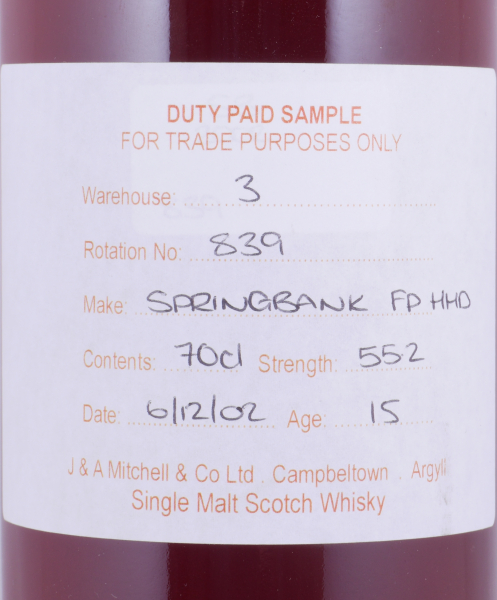 DUTY PAID SAMPLE
FOR TRADE PURPOSES ONLY
Warehouse: 3
Rotation No: 839
Make: SPRINGBANK FP HHD
Contents: 70cl Strength: 55.2
Date: 6/12/02 Age: 15
J & A Mitchell & Co Ltd . Campbeltown . Argyll
Single Malt Scotch Whisky